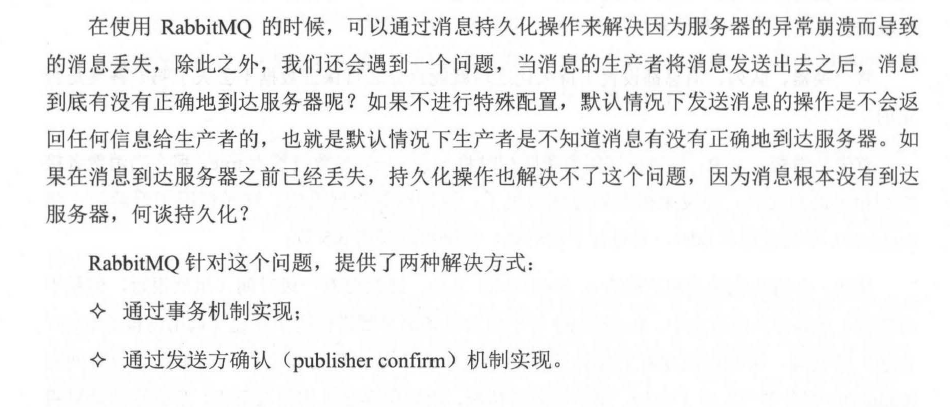 在使用 RabbitMQ 的时候，可以通过消息持久化操作来解决因为服务器的异常崩溃而导致
的消息丢失，除此之外，我们还会遇到一个问题，当消息的生产者将消息发送出去之后，消息
到底有没有正确地到达服务器呢？如果不进行特殊配置，默认情况下发送消息的操作是不会返
回任何信息给生产者的，也就是默认情况下生产者是不知道消息有没有正确地到达服务器。如
果在消息到达服务器之前已经丢失，持久化操作也解决不了这个问题，因为消息根本没有到达
服务器，何谈持久化？
RabbitMQ 针对这个问题，提供了两种解决方式：
✧ 通过事务机制实现；
✧ 通过发送方确认（publisher confirm）机制实现。